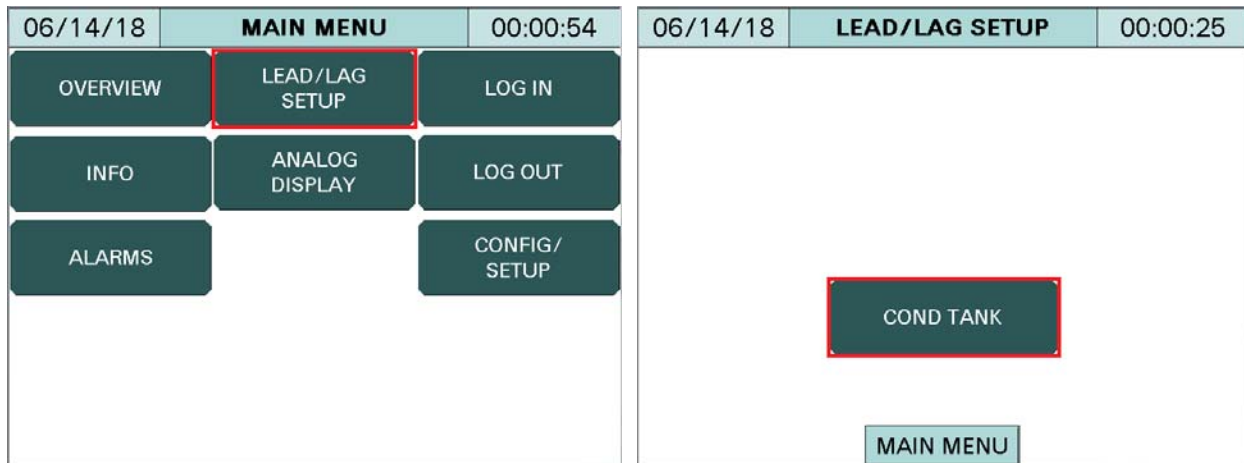 06/14/18 MAIN MENU 00:00:54
OVERVIEW
LEAD/LAG
SETUP
LOG IN
INFO
ANALOG
DISPLAY
LOG OUT
ALARMS
CONFIG/
SETUP
06/14/18 LEAD/LAG SETUP 00:00:25
COND TANK
MAIN MENU